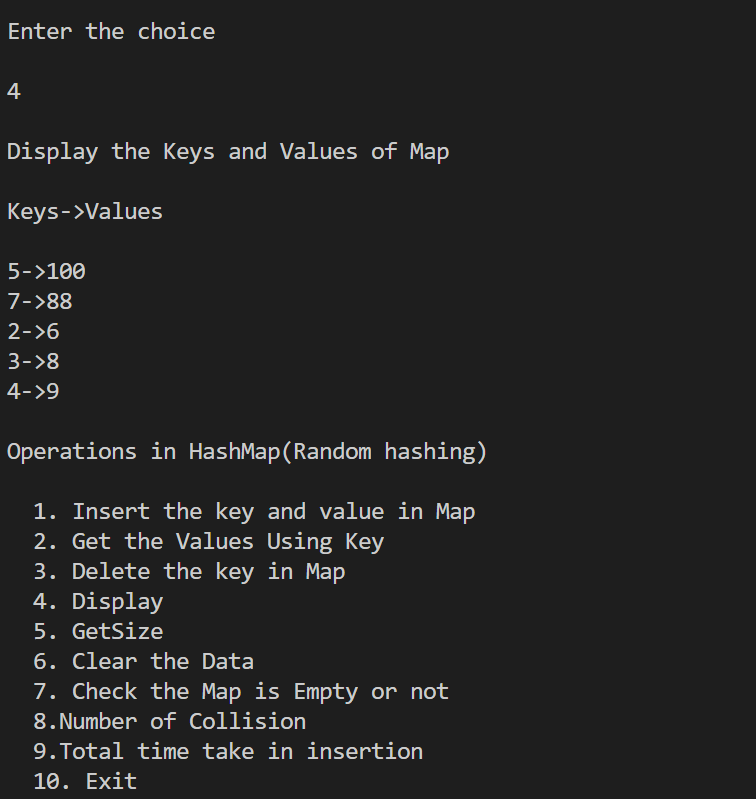 Enter the choice
4
Display the Keys and Values of Map
Keys->Values
5->100
7->88
2->6
3->8
4->9
Operations in HashMap(Random hashing)
1. Insert the key and value in Map
2. Get the Values Using Key
3. Delete the key in Map
4. Display
5. GetSize
6. Clear the Data
7. Check the Map is Empty or not
8.Number of Collision
9.Total time take in insertion
10. Exit